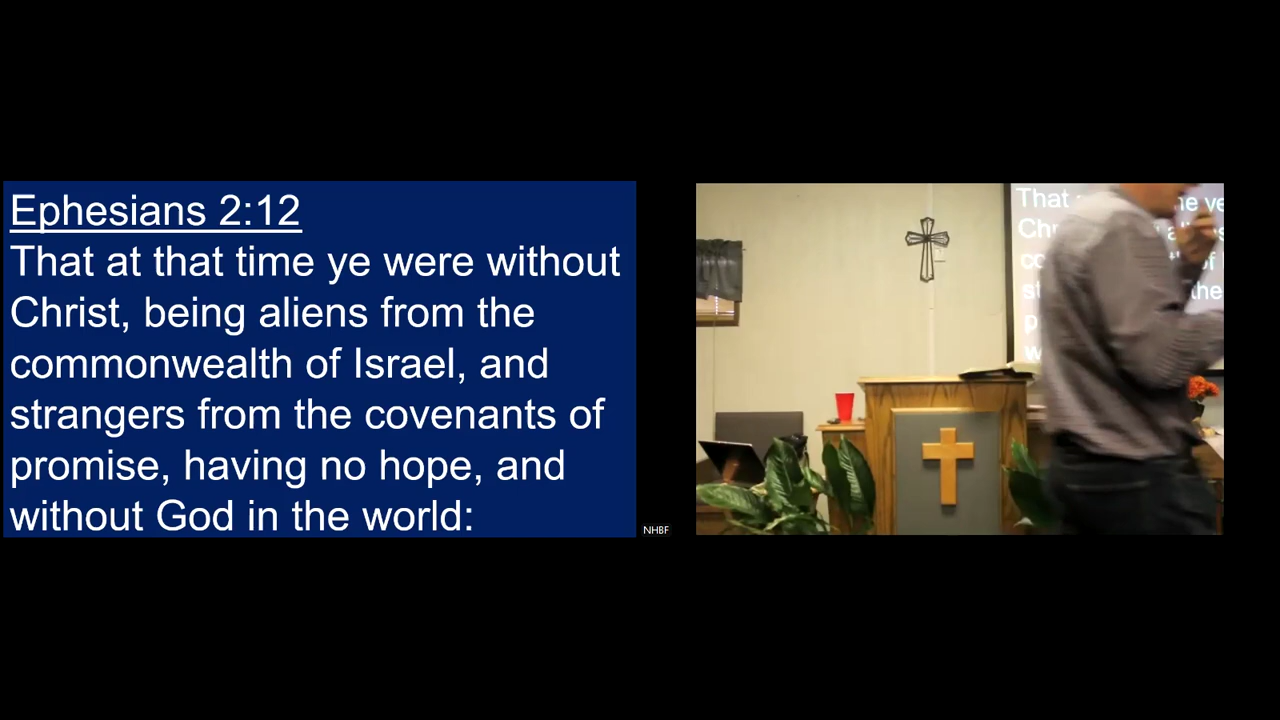 Ephesians 2:12
That at that time ye were without
Christ, being aliens from the
commonwealth of Israel, and
strangers from the covenants of
promise, having no hope, and
without God in the world:
NHBF
That